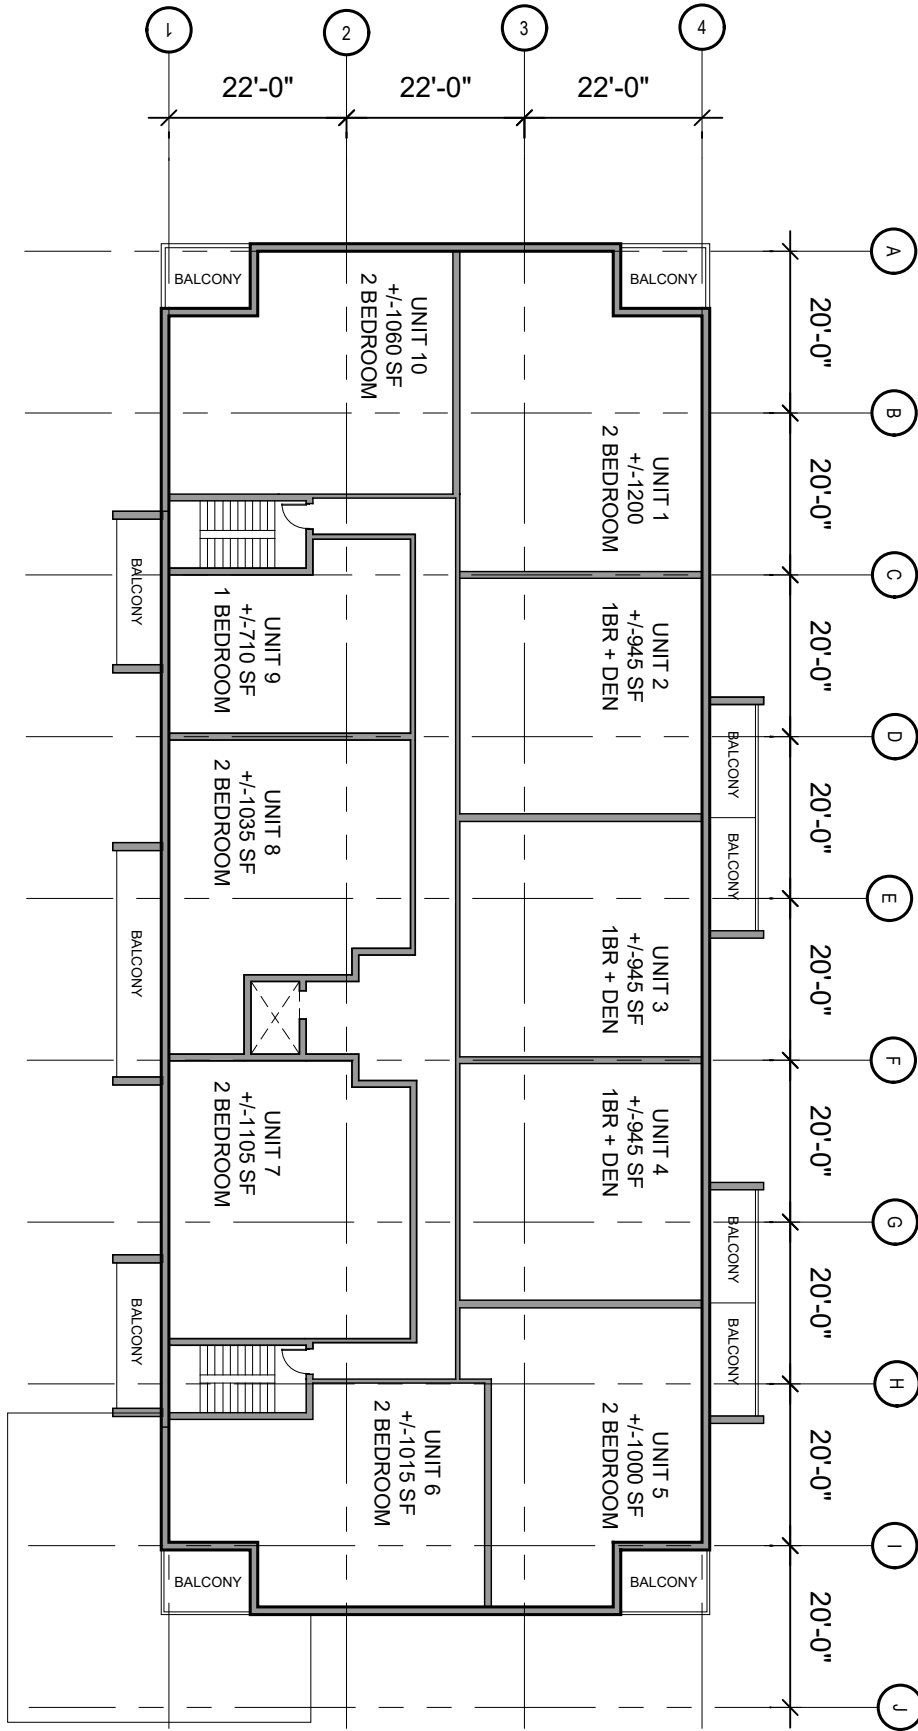 1
2
3
4
22'-0"
22'-0"
22'-0"
A
B
C
D
E
F
G
H
I
J
20'-0"
20'-0"
20'-0"
20'-0"
20'-0"
20'-0"
20'-0"
20'-0"
20'-0"
BALCONY
BALCONY
UNIT 10
+/-1060 SF
2 BEDROOM
UNIT 1
+/-1200
2 BEDROOM
BALCONY
UNIT 9
+/-710 SF
1 BEDROOM
UNIT 2
+/-945 SF
1BR + DEN
BALCONY
BALCONY
UNIT 8
+/-1035 SF
2 BEDROOM
BALCONY
UNIT 3
+/-945 SF
1BR + DEN
UNIT 7
+/-1105 SF
2 BEDROOM
UNIT 4
+/-945 SF
1BR + DEN
BALCONY
BALCONY
BALCONY
UNIT 6
+/-1015 SF
2 BEDROOM
UNIT 5
+/-1000 SF
2 BEDROOM
BALCONY
BALCONY